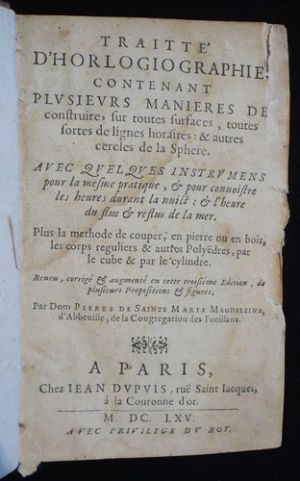 TRAITTÉ
D'HORLOGIOGRAPHIE,
CONTENANT
PLVSIEVRS MANIERES DE
construire, sur toutes surfaces, toutes
sortes de lignes horaires: & autres
cercles de la Sphere.
AVEC QVELQVES INSTRVMENS
pour la mesme pratique, & pour connoistre
les heures durant la nuict: & l'heure
du flus & reflus de la mer.
Plus la methode de couper, en pierre ou en bois,
les corps reguliers & autres Polyëdres, par
le cube & par le cylindre.
Reueu, corrigé & augmenté en cette troisiéme Edition, de
plusieurs Propositions & figures.
Par Dom PIERRE DE SAINTE MARIE MAGDELEINE,
d'Abbeuille, de la Congregation des Fueillans.
A PARIS,
Chez IEAN DVPVIS, ruë Saint Iacques,
à la Couronne d'or.
M. DC. LXV.
AVEC PRIVILEGE DV ROY.